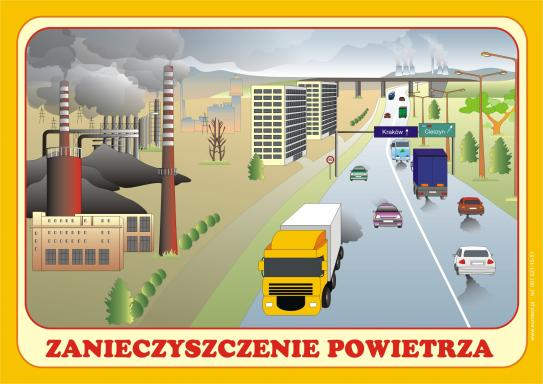 Kraków
Cieszyn
ZANIECZYSZCZENIE POWIETRZA